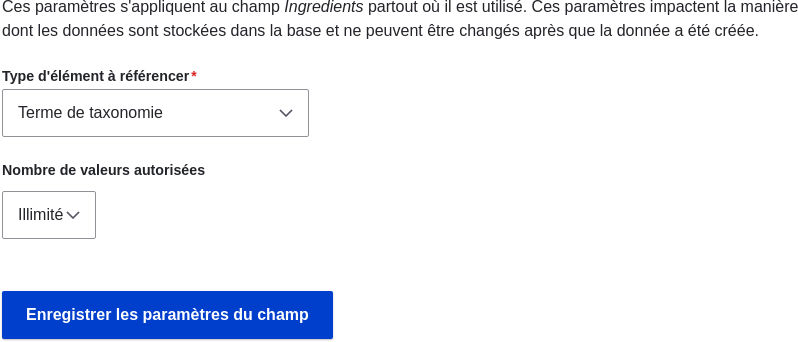 Ces paramètres s'appliquent au champ Ingredients partout où il est utilisé. Ces paramètres impactent la manière
dont les données sont stockées dans la base et ne peuvent être changés après que la donnée a été créée.
Type d'élément à référencer*
Terme de taxonomie
Nombre de valeurs autorisées
Illimité
Enregistrer les paramètres du champ